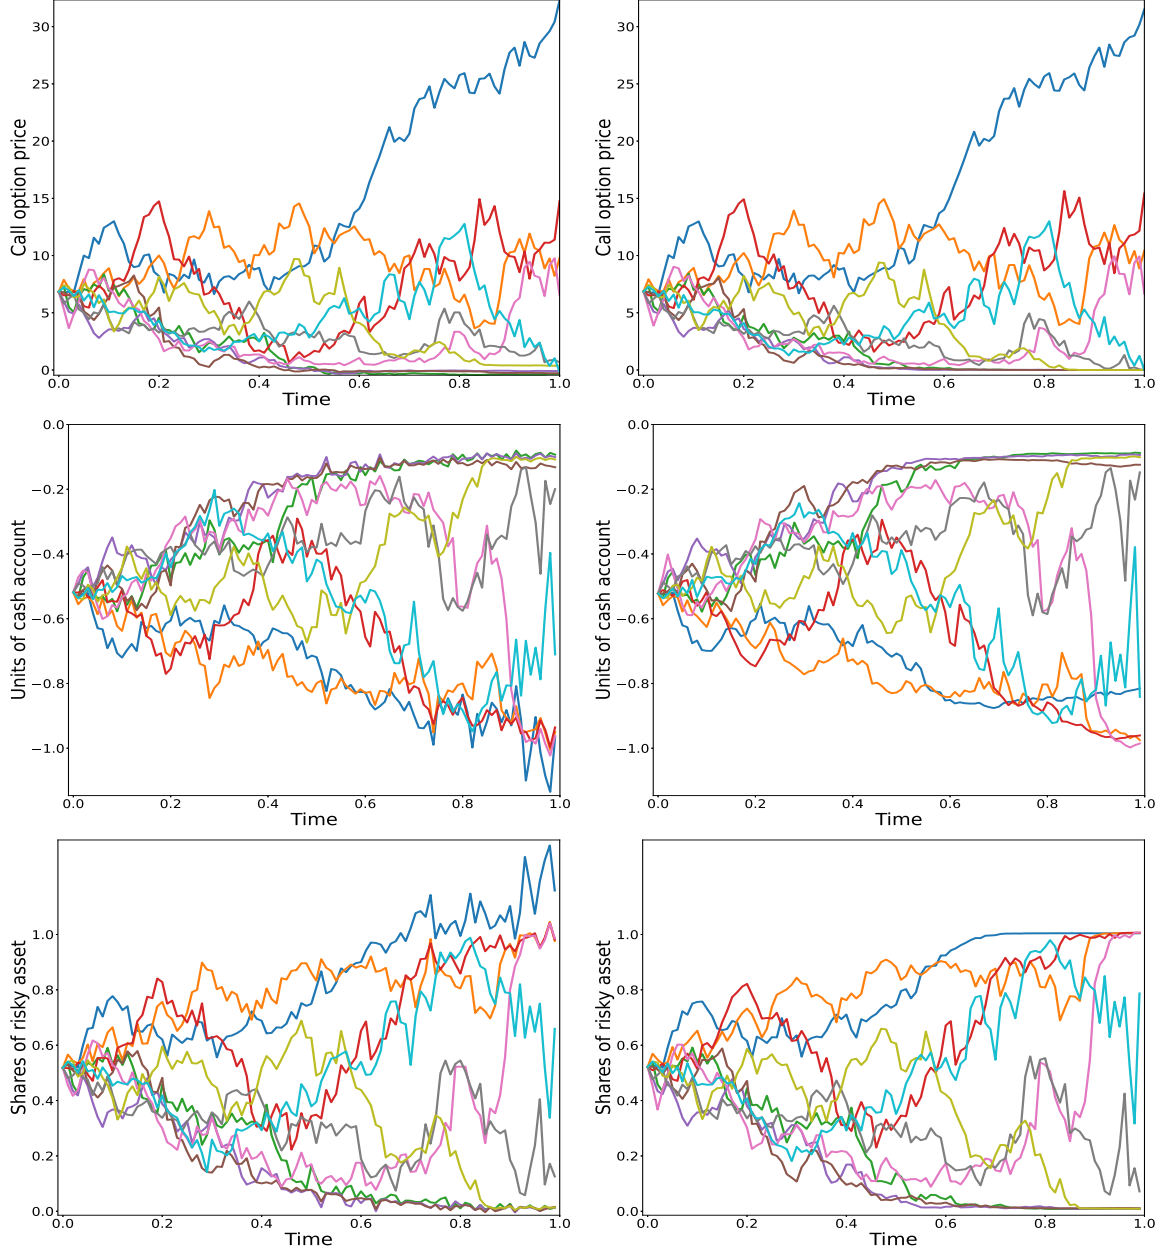 30
25
20
15
10
5
0
0.0 0.2 0.4 0.6 0.8 1.0
Time
Call option price
30
25
20
15
10
5
0
0.0 0.2 0.4 0.6 0.8 1.0
Time
Call option price
0.0
−0.2
−0.4
−0.6
−0.8
−1.0
0.0 0.2 0.4 0.6 0.8 1.0
Time
Units of cash account
0.0
−0.2
−0.4
−0.6
−0.8
−1.0
0.0 0.2 0.4 0.6 0.8 1.0
Time
Units of cash account
1.0
0.8
0.6
0.4
0.2
0.0
0.0 0.2 0.4 0.6 0.8 1.0
Time
Shares of risky asset
1.0
0.8
0.6
0.4
0.2
0.0
0.0 0.2 0.4 0.6 0.8 1.0
Time
Shares of risky asset